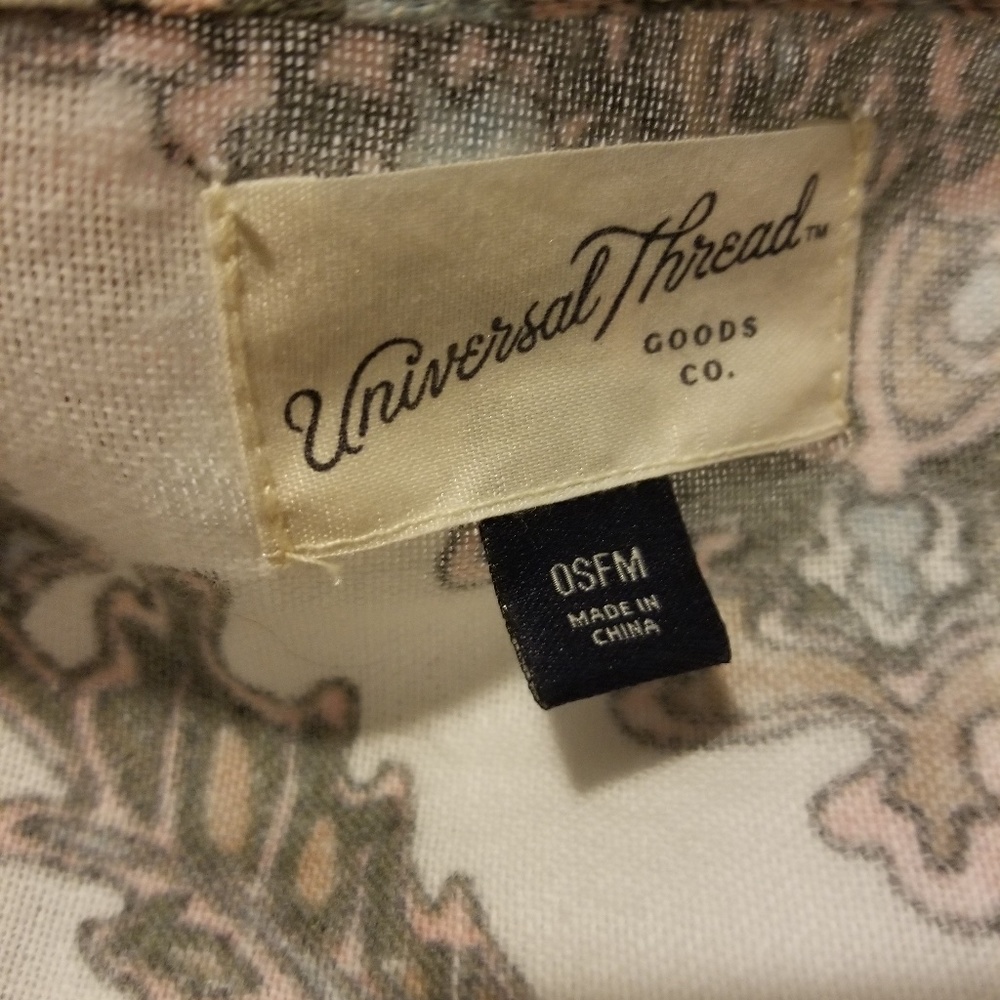 Universal Thread™
GOODS
CO.
OSFM
MADE IN
CHINA